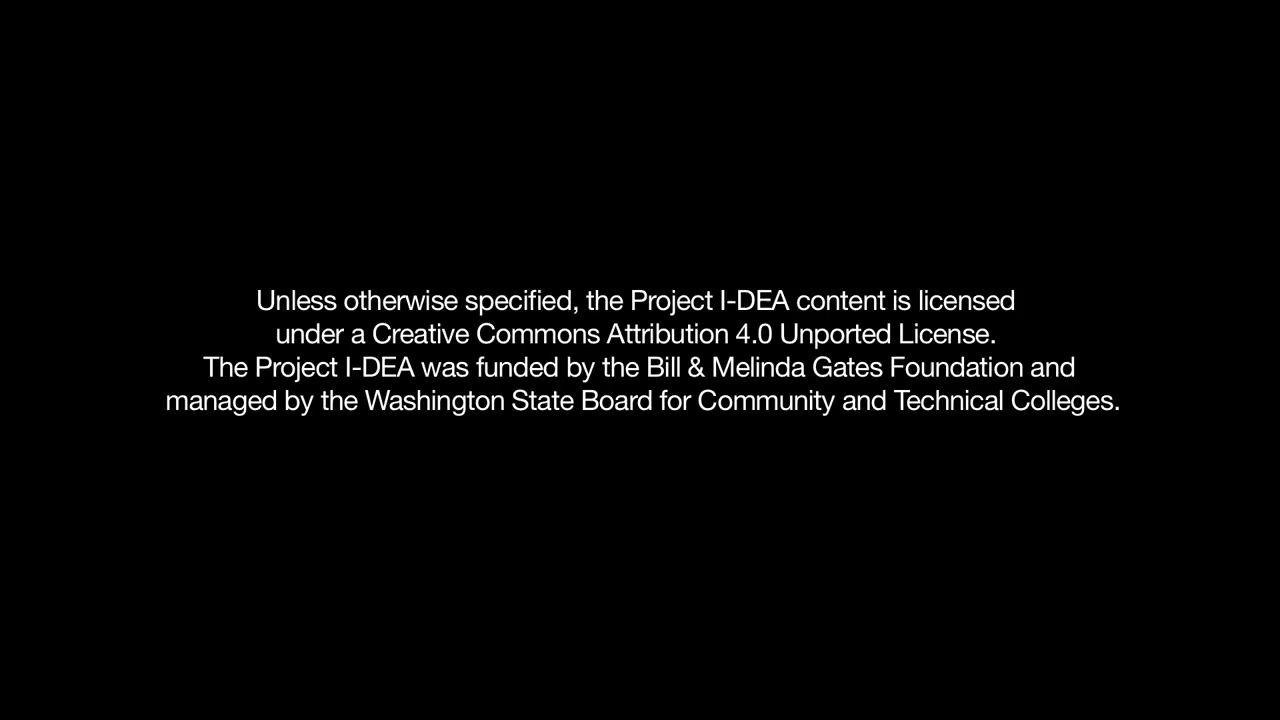 Unless otherwise specified, the Project I-DEA content is licensed
under a Creative Commons Attribution 4.0 Unported License.
The Project I-DEA was funded by the Bill & Melinda Gates Foundation and
managed by the Washington State Board for Community and Technical Colleges.